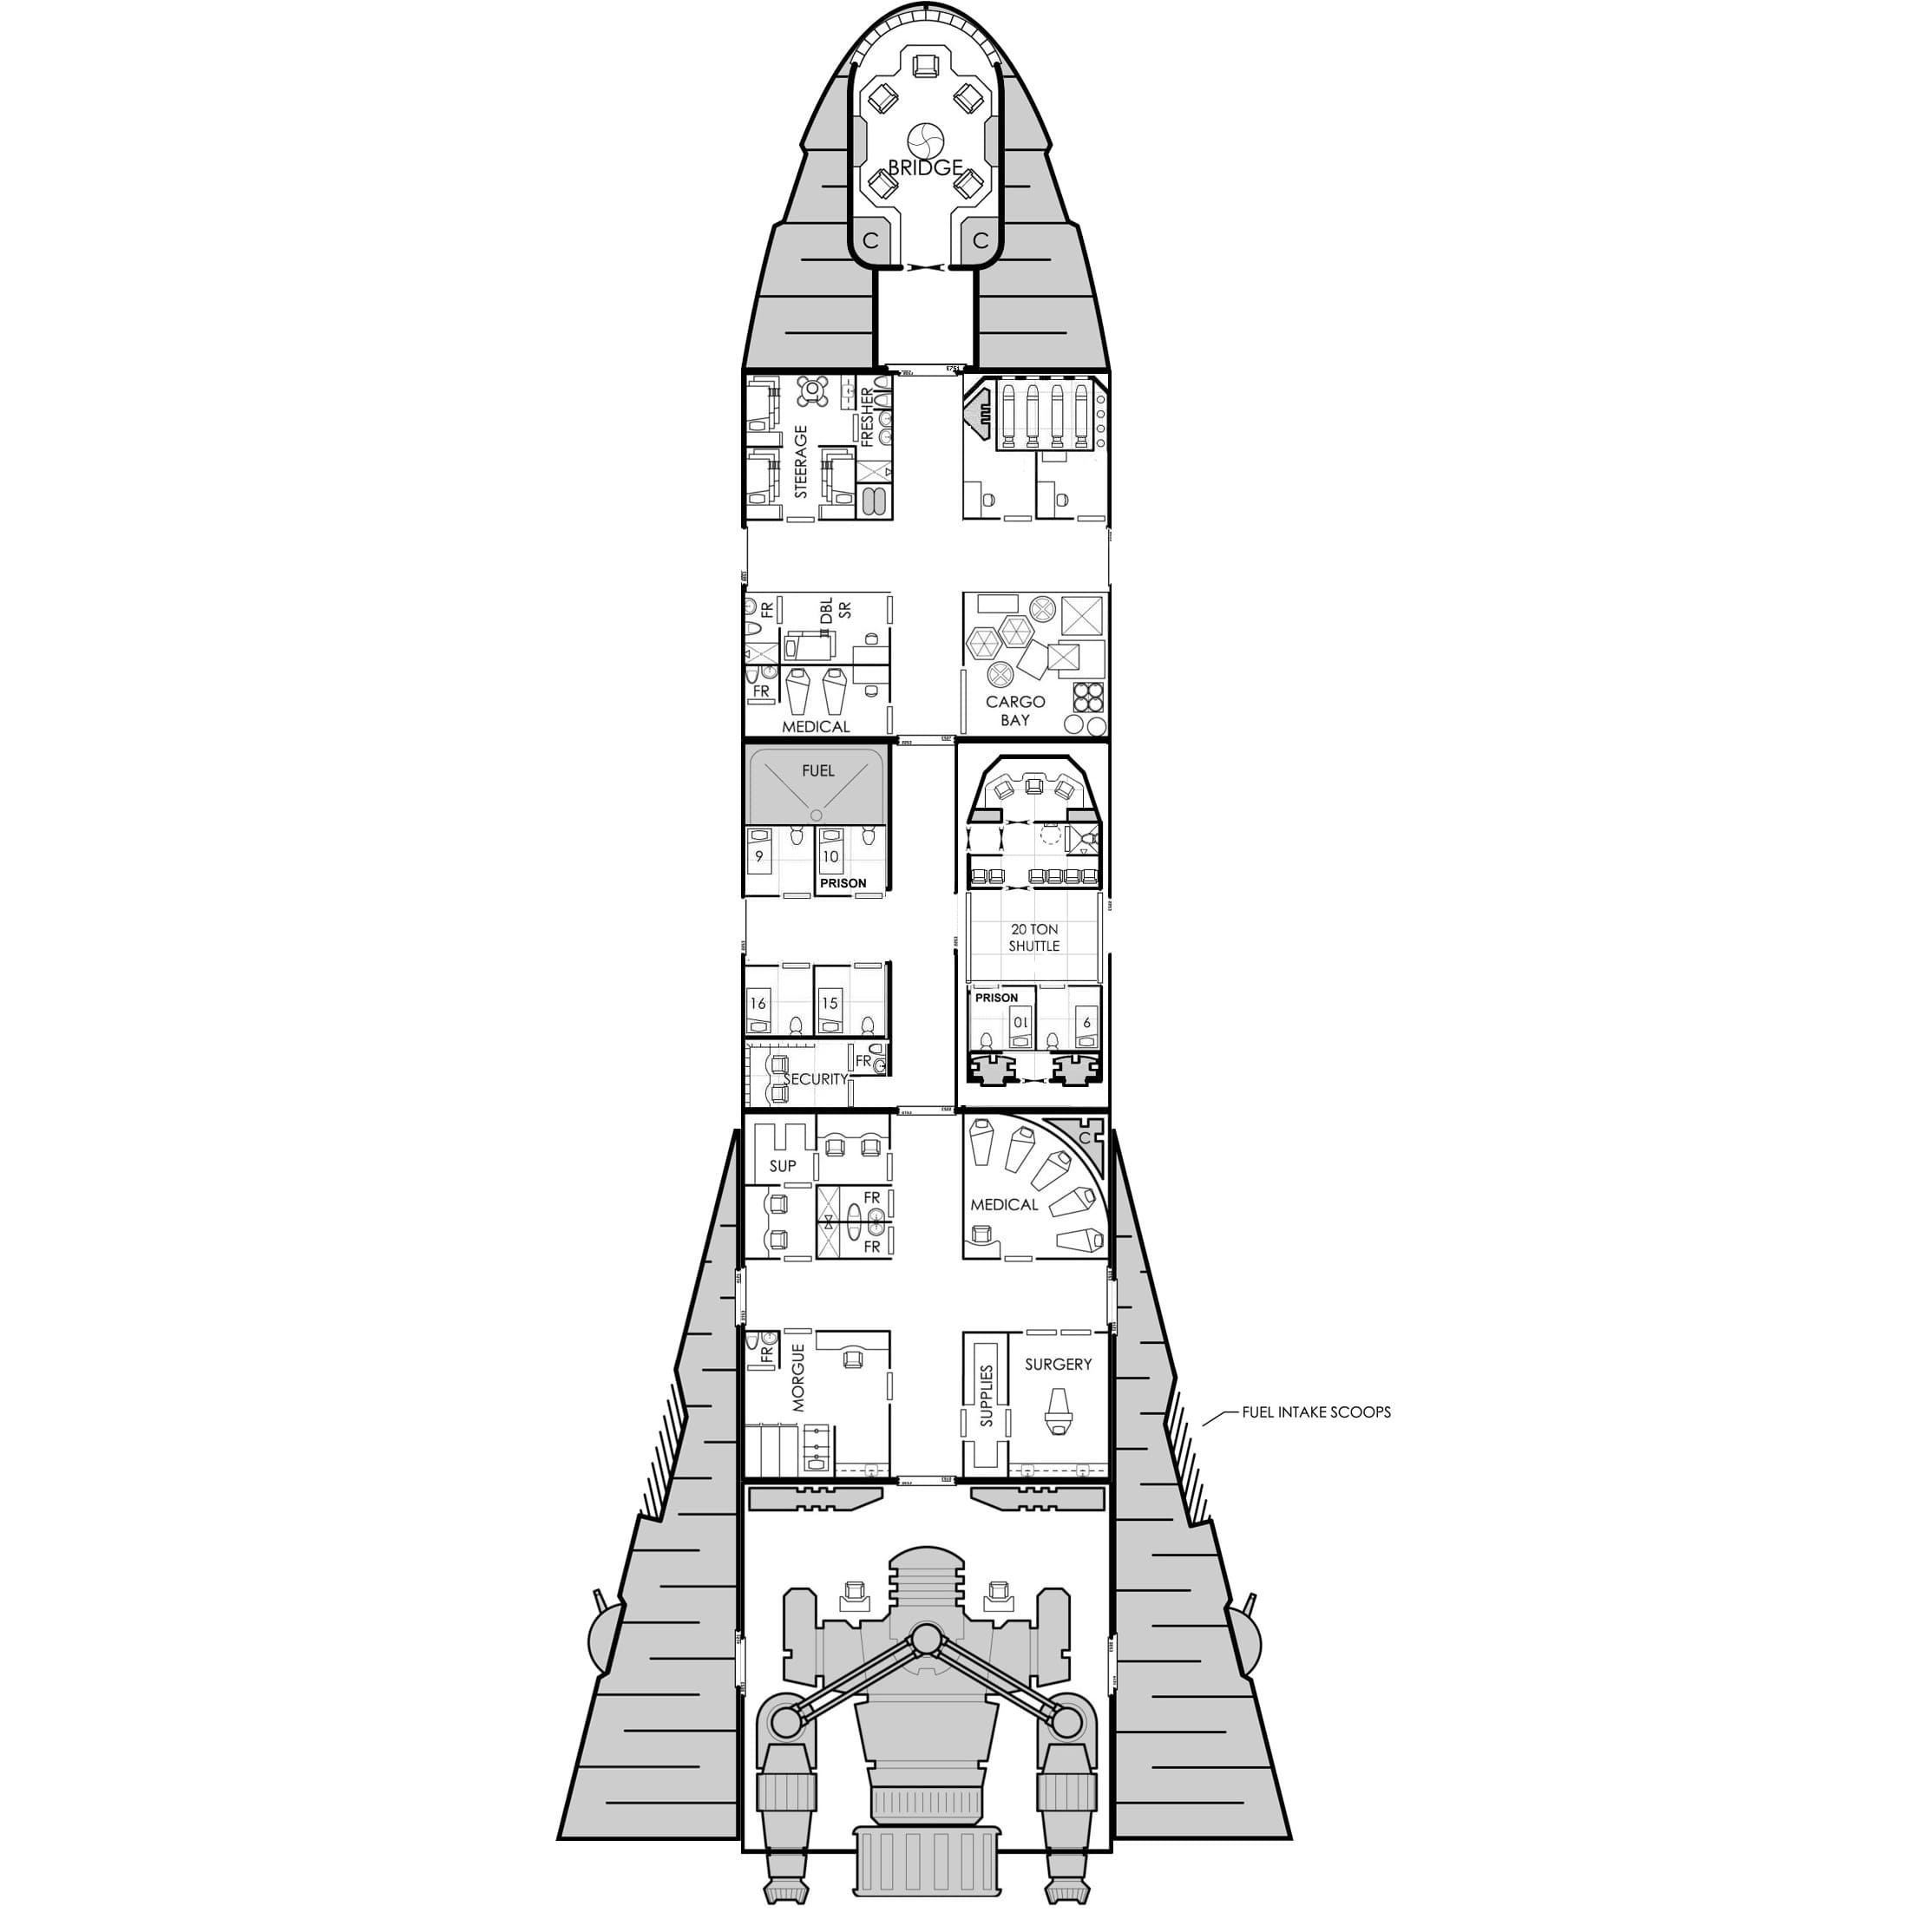 BRIDGE
C
C
STEERAGE
FRESHER
FR
DBL
SR
FR
MEDICAL
CARGO
BAY
FUEL
9
10
PRISON
20 TON
SHUTTLE
16
15
PRISON
10
9
SECURITY
FR
SUP
FR
FR
MEDICAL
C
FR
MORGUE
SUPPLIES
SURGERY
FUEL INTAKE SCOOPS